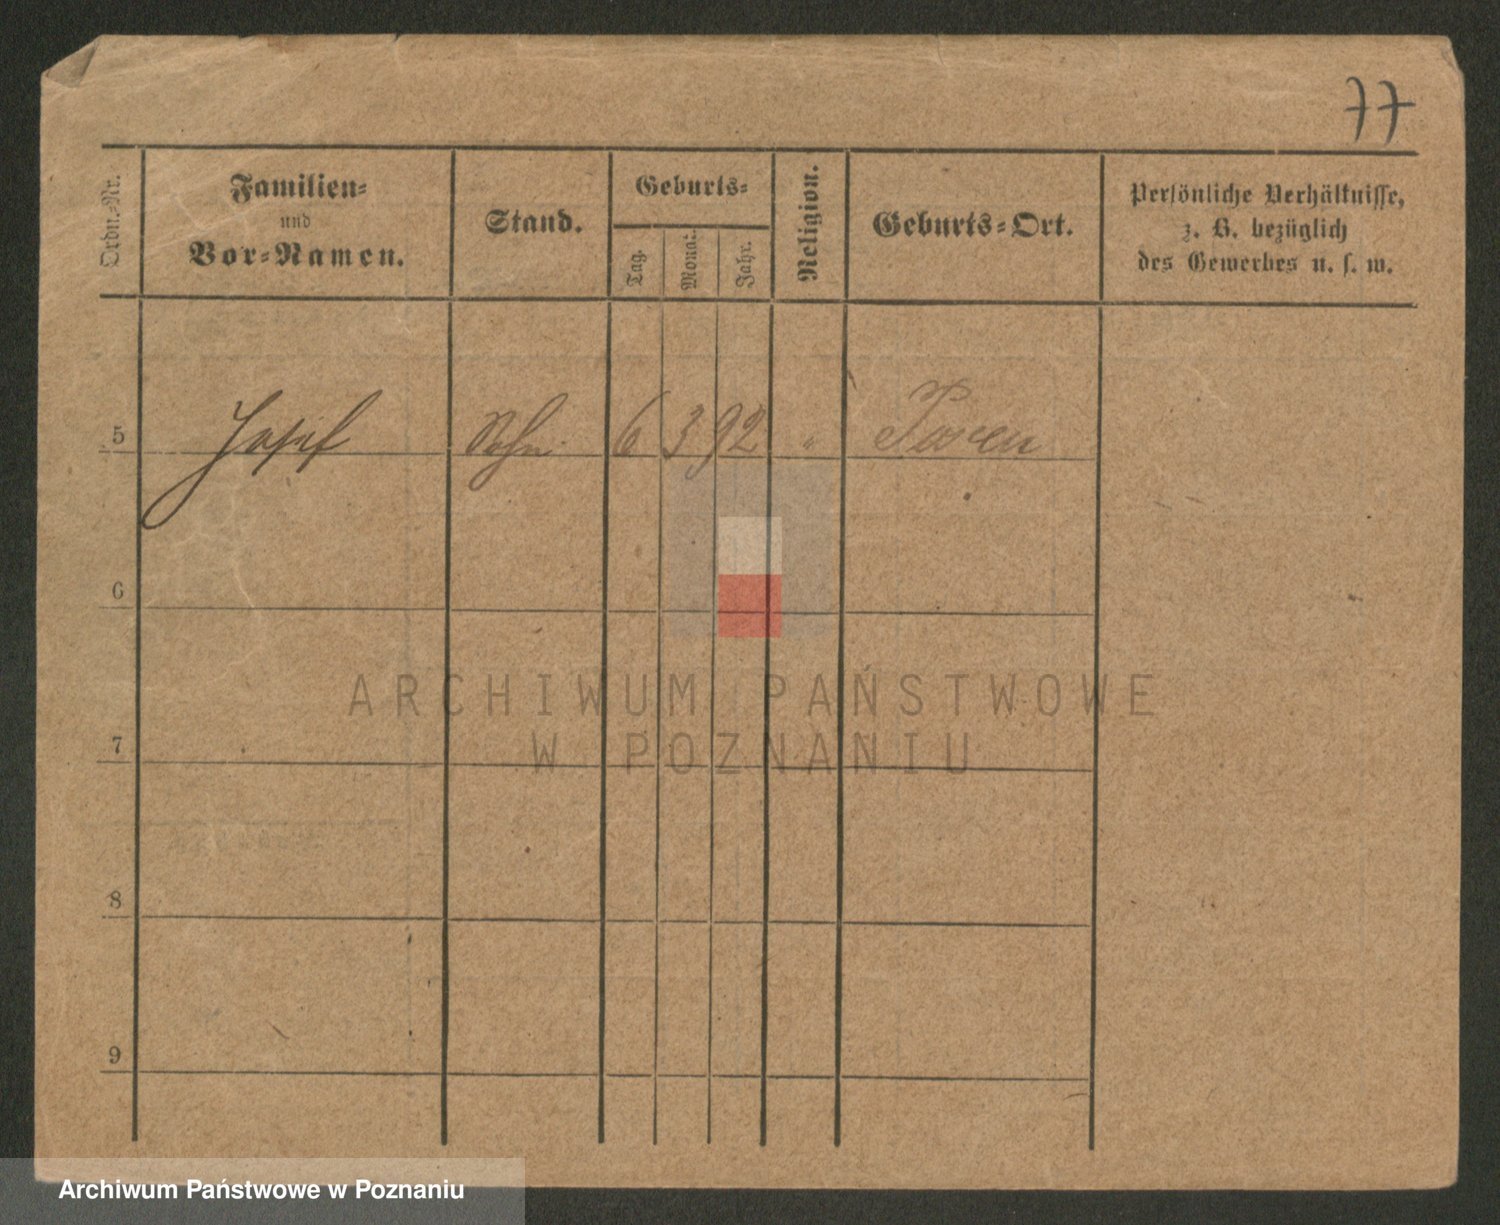 77
Ordn.-Nr.
Familien-
und
Vor-Namen.
Stand.
Geburts-
Tag.
Monat.
Jahr.
Religion.
Geburts-Ort.
Persönliche Verhältnisse,
z. B. bezüglich
des Gewerbes u. s. w.
5 Josef Sohn 6 3 92 " Posen
6
7
8
9
ARCHIWUM PAŃSTWOWE
W POZNANIU
Archiwum Państwowe w Poznaniu